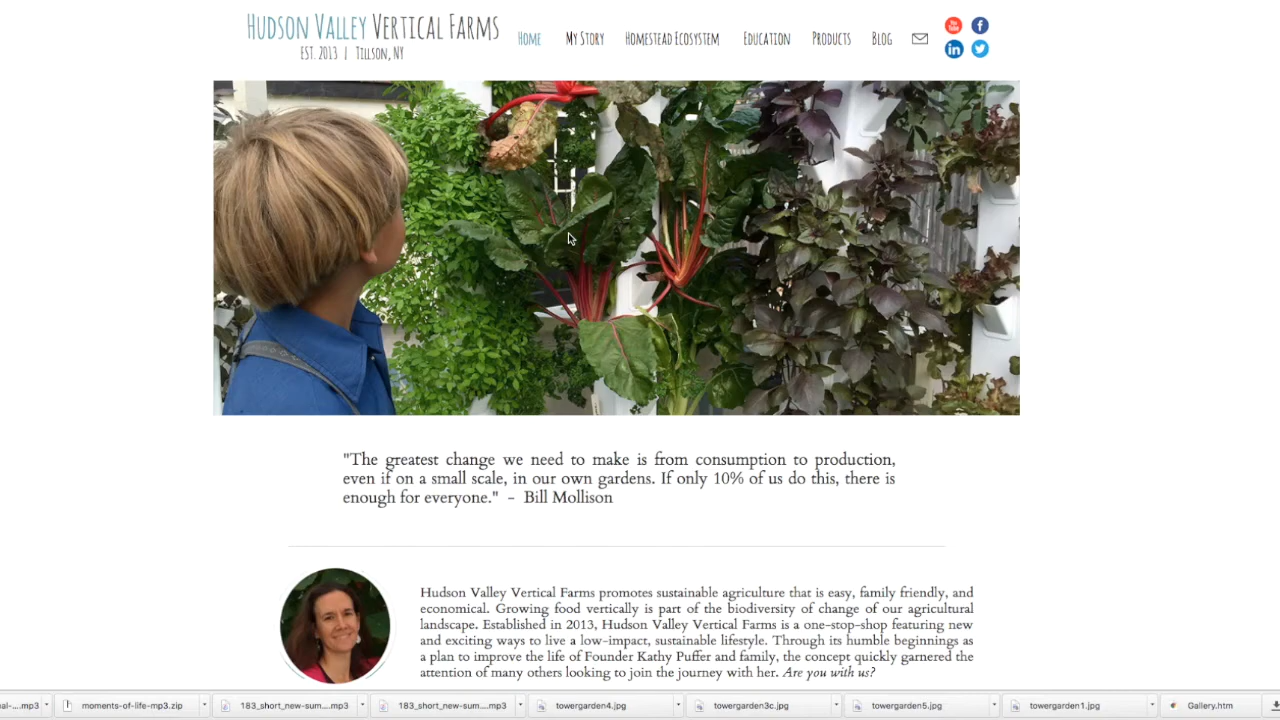 HUDSON VALLEY VERTICAL FARMS
EST. 2013 | TILLSON, NY
HOME MY STORY HOMESTEAD ECOSYSTEM EDUCATION PRODUCTS BLOG
You Tube f
in
"The greatest change we need to make is from consumption to production,
even if on a small scale, in our own gardens. If only 10% of us do this, there is
enough for everyone." - Bill Mollison
Hudson Valley Vertical Farms promotes sustainable agriculture that is easy, family friendly, and
economical. Growing food vertically is part of the biodiversity of change of our agricultural
landscape. Established in 2013, Hudson Valley Vertical Farms is a one-stop-shop featuring new
and exciting ways to live a low-impact, sustainable lifestyle. Through its humble beginnings as
a plan to improve the life of Founder Kathy Puffer and family, the concept quickly garnered the
attention of many others looking to join the journey with her. Are you with us?
al-....mp3 moments-of-life-mp3.zip 183_short_new-sum....mp3 183_short_new-sum....mp3 towergarden4.jpg towergarden3c.jpg towergarden5.jpg towergarden1.jpg Gallery.htm